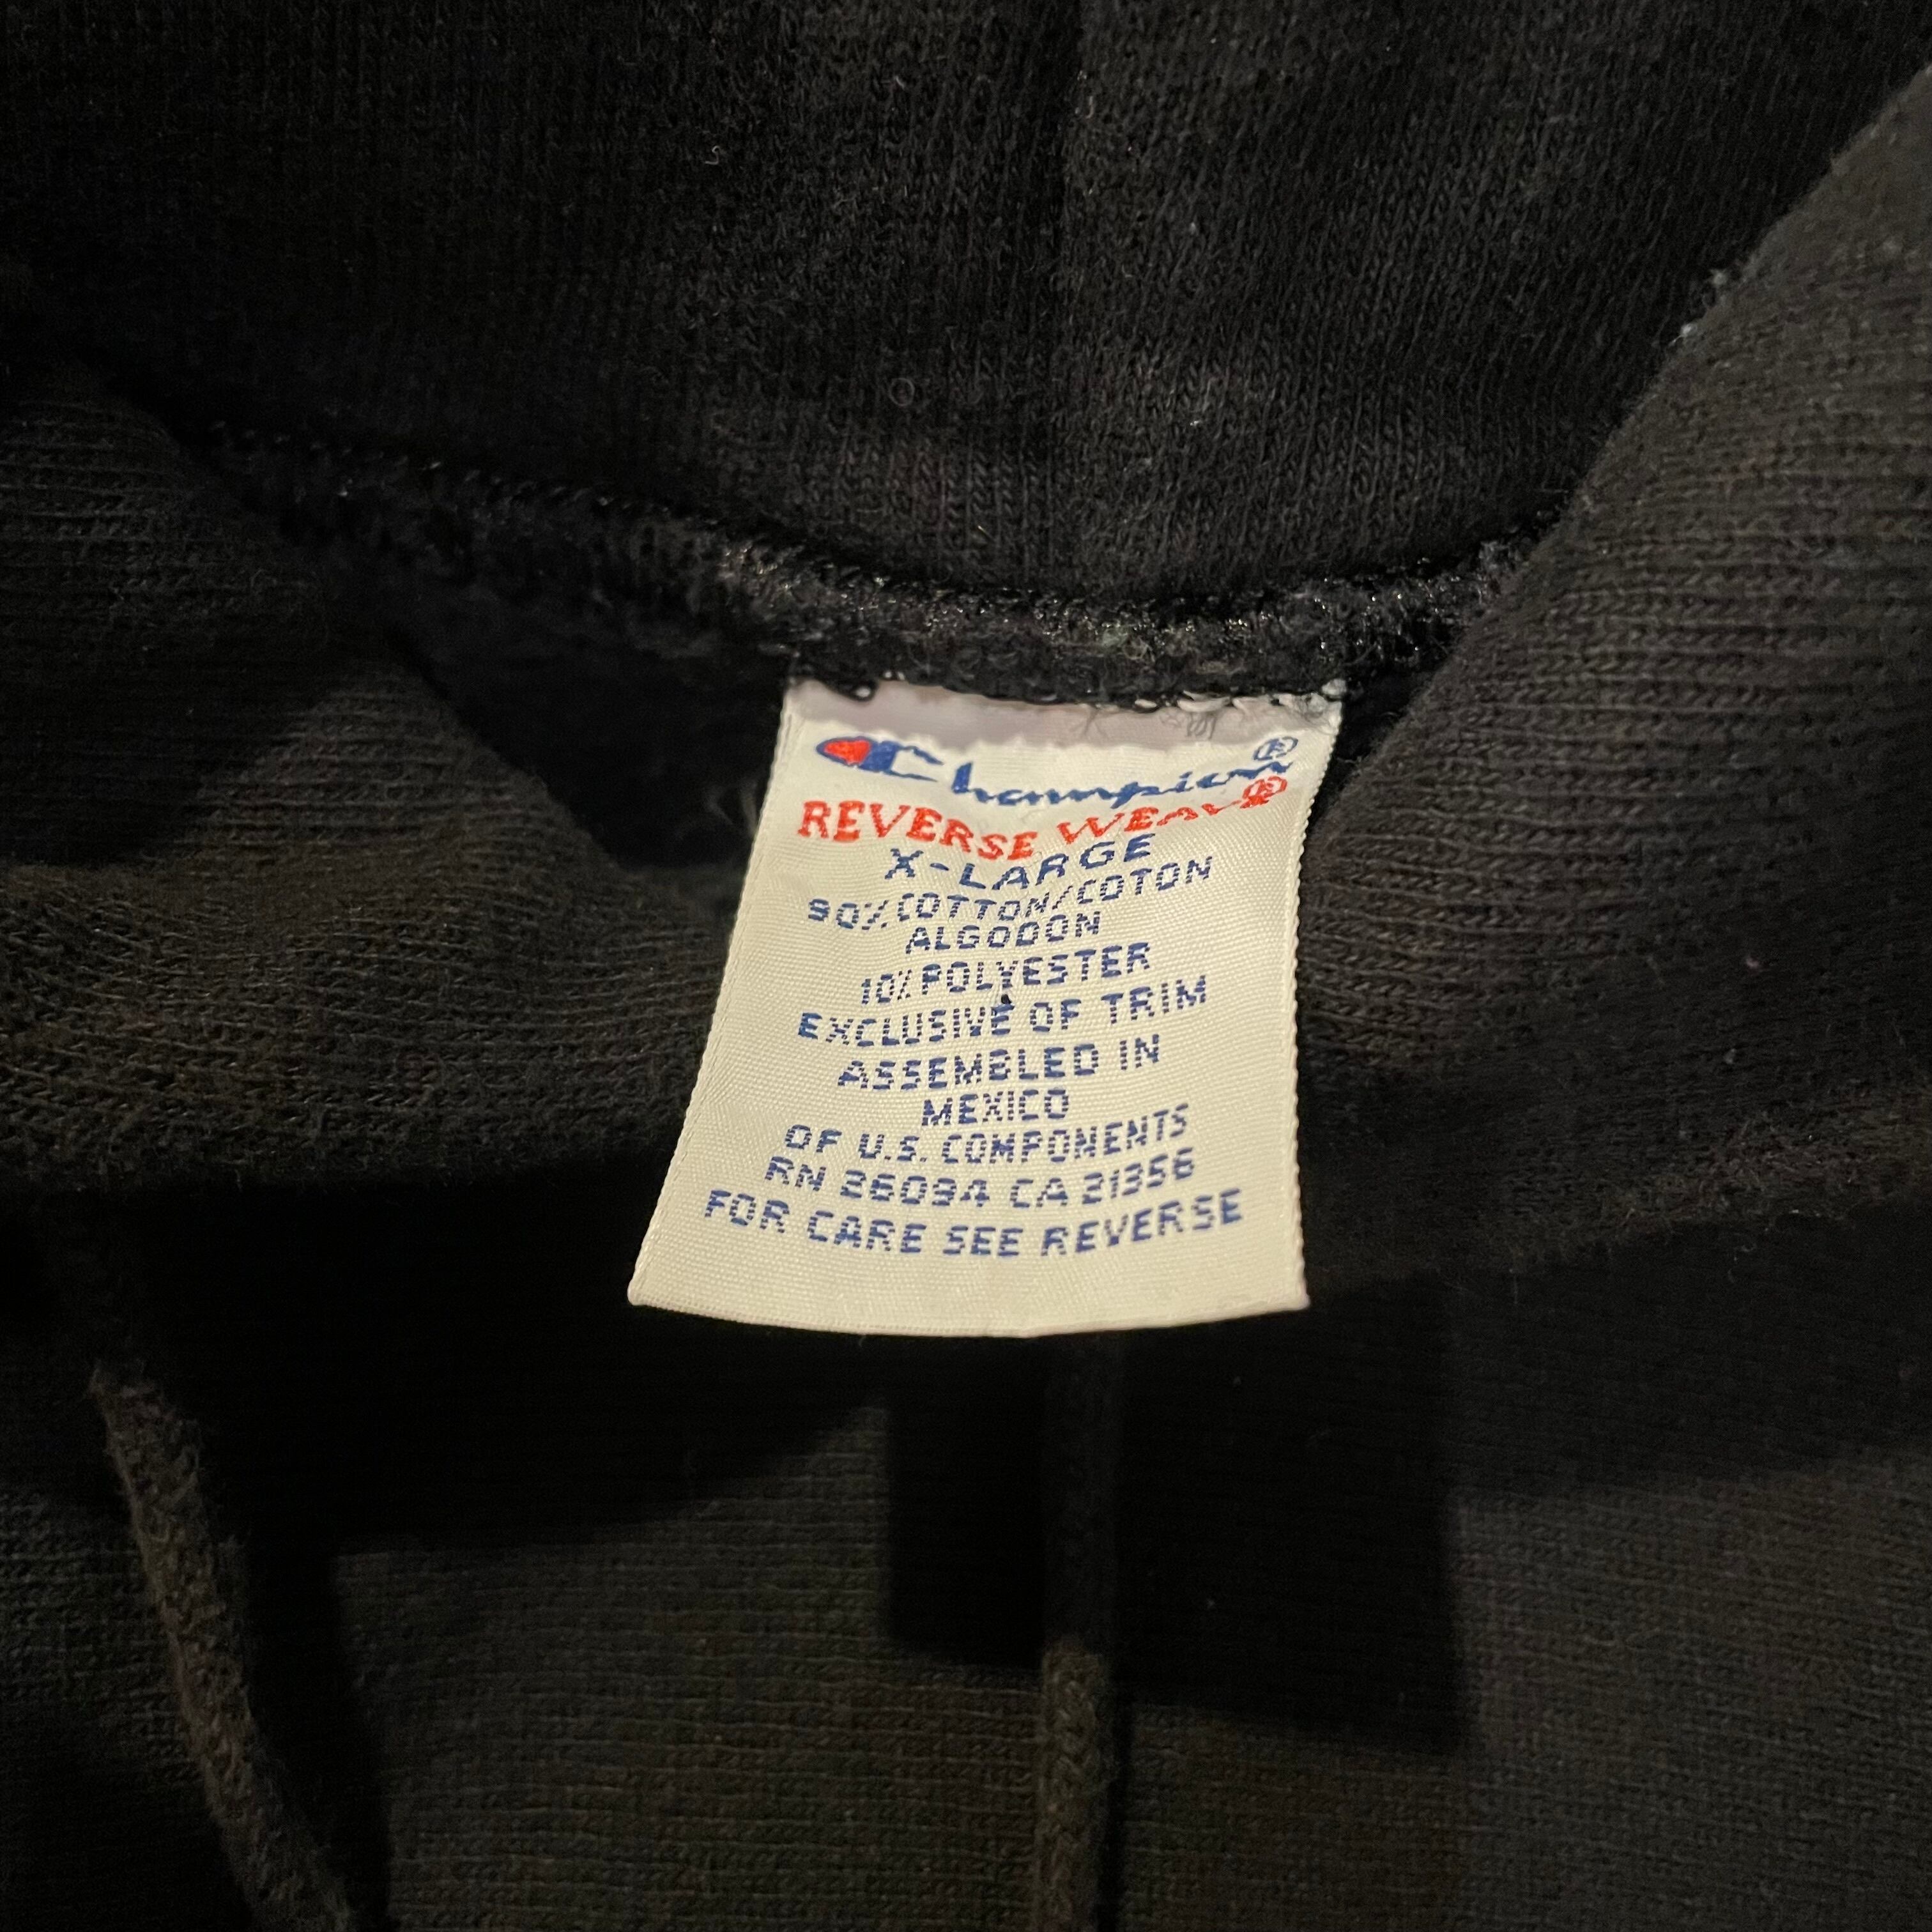 Champion®
REVERSE WEAVE®
X-LARGE
90% COTTON/COTON
ALGODON
10% POLYESTER
EXCLUSIVE OF TRIM
ASSEMBLED IN
MEXICO
OF U.S. COMPONENTS
RN 26094 CA 21356
FOR CARE SEE REVERSE